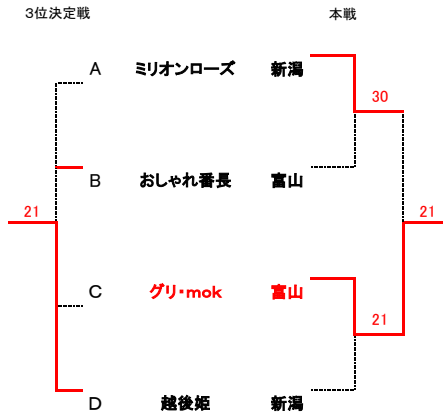 3位決定戦 本戦
A ミリオンローズ 新潟
30
B おしゃれ番長 富山
21 21
C グリ・mok 富山
21
D 越後姫 新潟